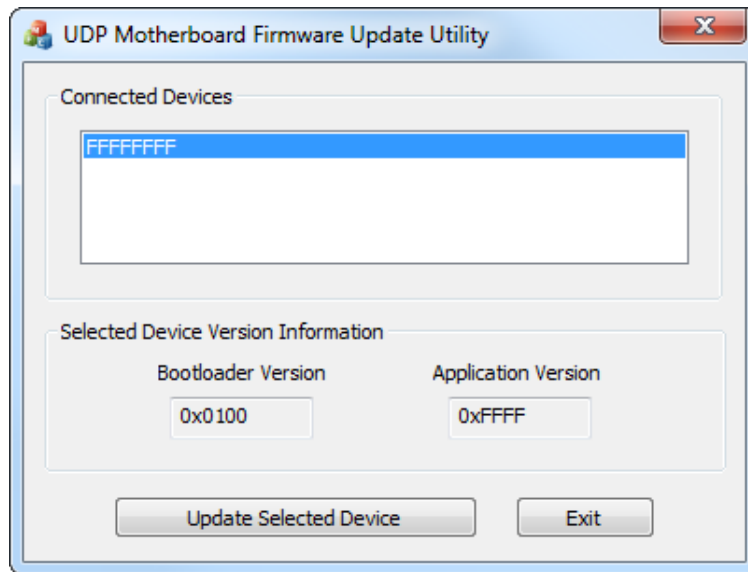 UDP Motherboard Firmware Update Utility
Connected Devices
FFFFFFFF
Selected Device Version Information
Bootloader Version Application Version
0x0100 0xFFFF
Update Selected Device Exit